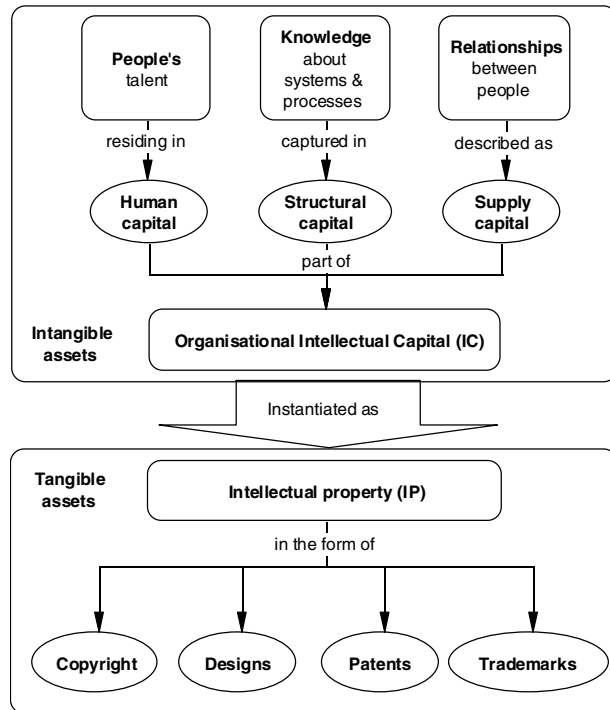 People's
talent
Knowledge
about
systems &
processes
Relationships
between
people
residing in
captured in
described as
Human
capital
Structural
capital
Supply
capital
part of
Intangible
assets
Organisational Intellectual Capital (IC)
Instantiated as
Tangible
assets
Intellectual property (IP)
in the form of
Copyright
Designs
Patents
Trademarks